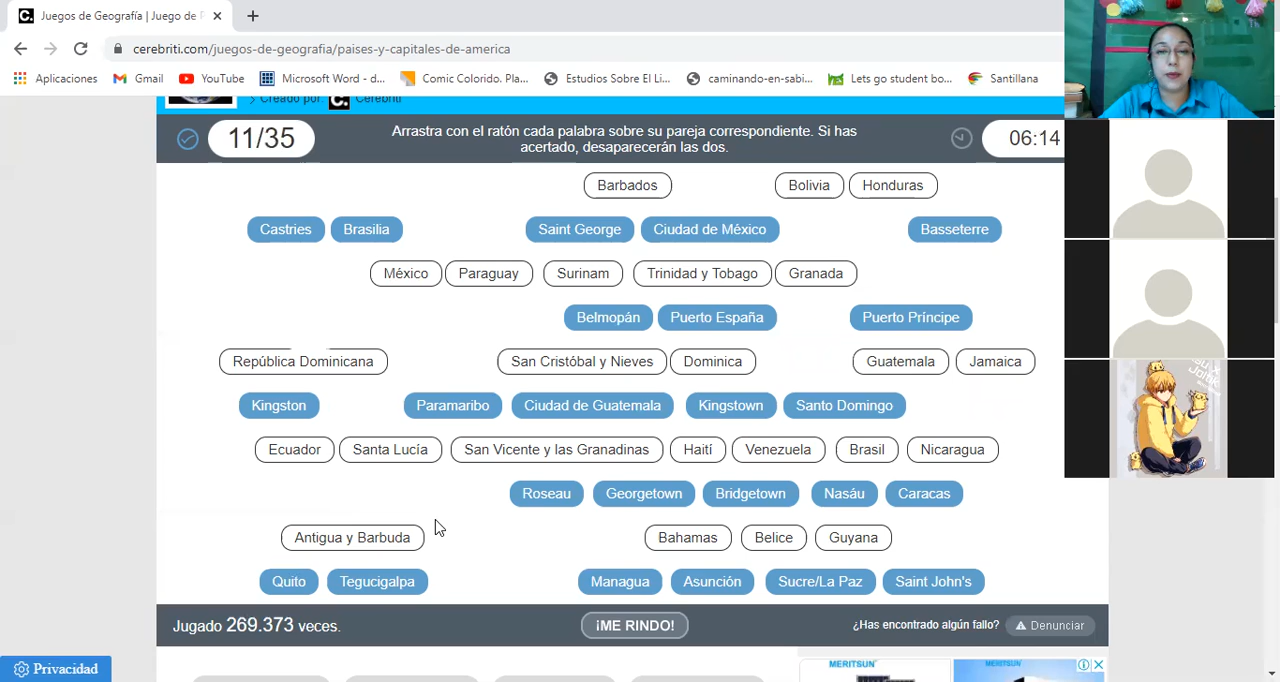 Juegos de Geografía | Juego de
cerebriti.com/juegos-de-geografia/paises-y-capitales-de-america
Aplicaciones Gmail YouTube Microsoft Word - d... Comic Colorido. Pla... Estudios Sobre El Li... caminando-en-sabi... Lets go student bo... Santillana
> Creado por: C. Cerebriti
11/35 Arrastra con el ratón cada palabra sobre su pareja correspondiente. Si has 06:14
acertado, desaparecerán las dos.
Barbados Bolivia Honduras
Castries Brasilia Saint George Ciudad de México Basseterre
México Paraguay Surinam Trinidad y Tobago Granada
Belmopán Puerto España Puerto Príncipe
República Dominicana San Cristóbal y Nieves Dominica Guatemala Jamaica
Kingston Paramaribo Ciudad de Guatemala Kingstown Santo Domingo
Ecuador Santa Lucía San Vicente y las Granadinas Haití Venezuela Brasil Nicaragua
Roseau Georgetown Bridgetown Nasáu Caracas
Antigua y Barbuda Bahamas Belice Guyana
Quito Tegucigalpa Managua Asunción Sucre/La Paz Saint John's
Jugado 269.373 veces. ¡ME RINDO! ¿Has encontrado algún fallo? Denunciar
Privacidad
MERITSUN MERITSUN